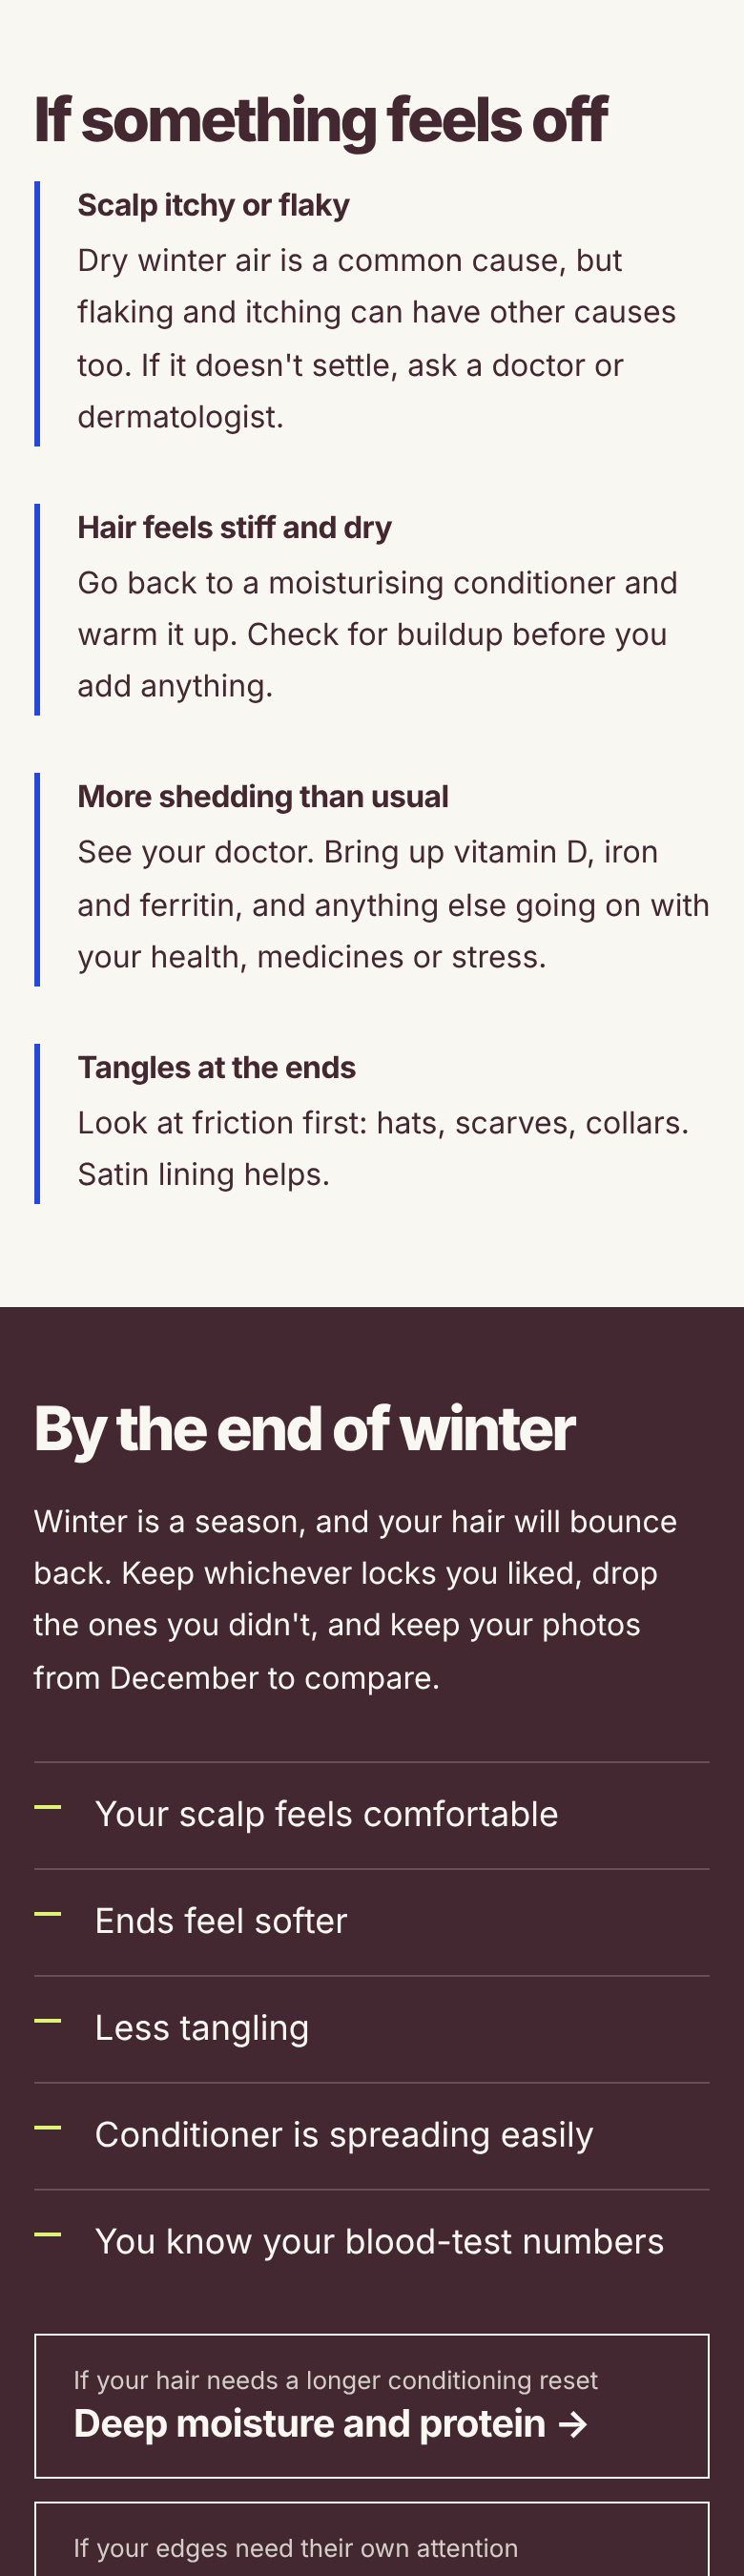 If something feels off
Scalp itchy or flaky
Dry winter air is a common cause, but
flaking and itching can have other causes
too. If it doesn't settle, ask a doctor or
dermatologist.
Hair feels stiff and dry
Go back to a moisturising conditioner and
warm it up. Check for buildup before you
add anything.
More shedding than usual
See your doctor. Bring up vitamin D, iron
and ferritin, and anything else going on with
your health, medicines or stress.
Tangles at the ends
Look at friction first: hats, scarves, collars.
Satin lining helps.
By the end of winter
Winter is a season, and your hair will bounce
back. Keep whichever locks you liked, drop
the ones you didn't, and keep your photos
from December to compare.
Your scalp feels comfortable
Ends feel softer
Less tangling
Conditioner is spreading easily
You know your blood-test numbers
If your hair needs a longer conditioning reset
Deep moisture and protein →
If your edges need their own attention